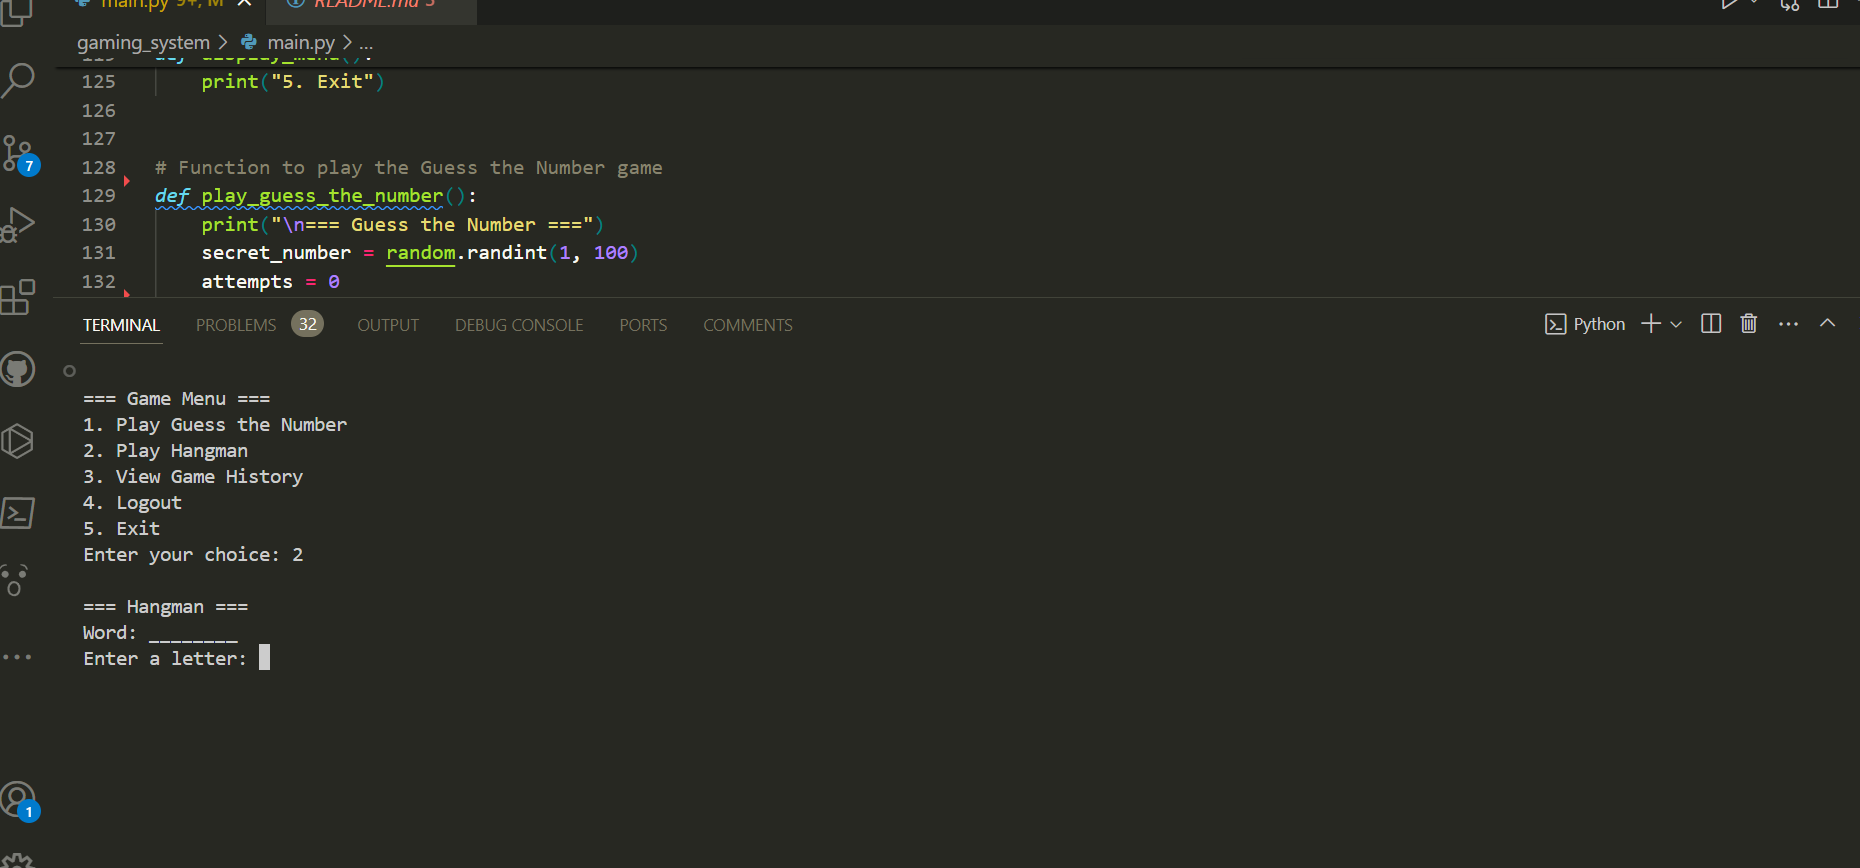 main.py 9+, M
README.md 3
gaming_system > main.py > ...
119 def display_menu():
125 print("5. Exit")
126
127
128 # Function to play the Guess the Number game
129 def play_guess_the_number():
130 print("\n=== Guess the Number ===")
131 secret_number = random.randint(1, 100)
132 attempts = 0
7
TERMINAL PROBLEMS 32 OUTPUT DEBUG CONSOLE PORTS COMMENTS
Python
=== Game Menu ===
1. Play Guess the Number
2. Play Hangman
3. View Game History
4. Logout
5. Exit
Enter your choice: 2
=== Hangman ===
Word: ________
Enter a letter:
1